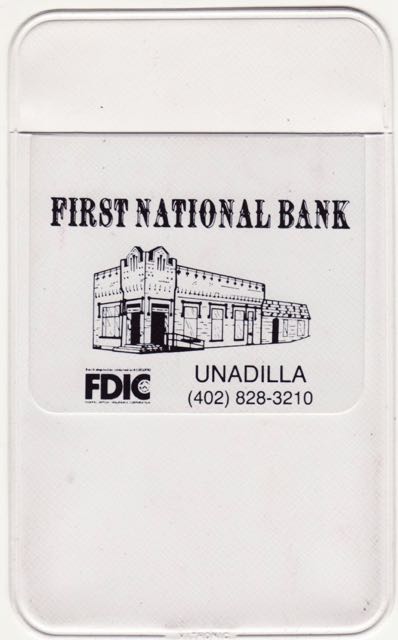 FIRST NATIONAL BANK
FDIC
UNADILLA
(402) 828-3210